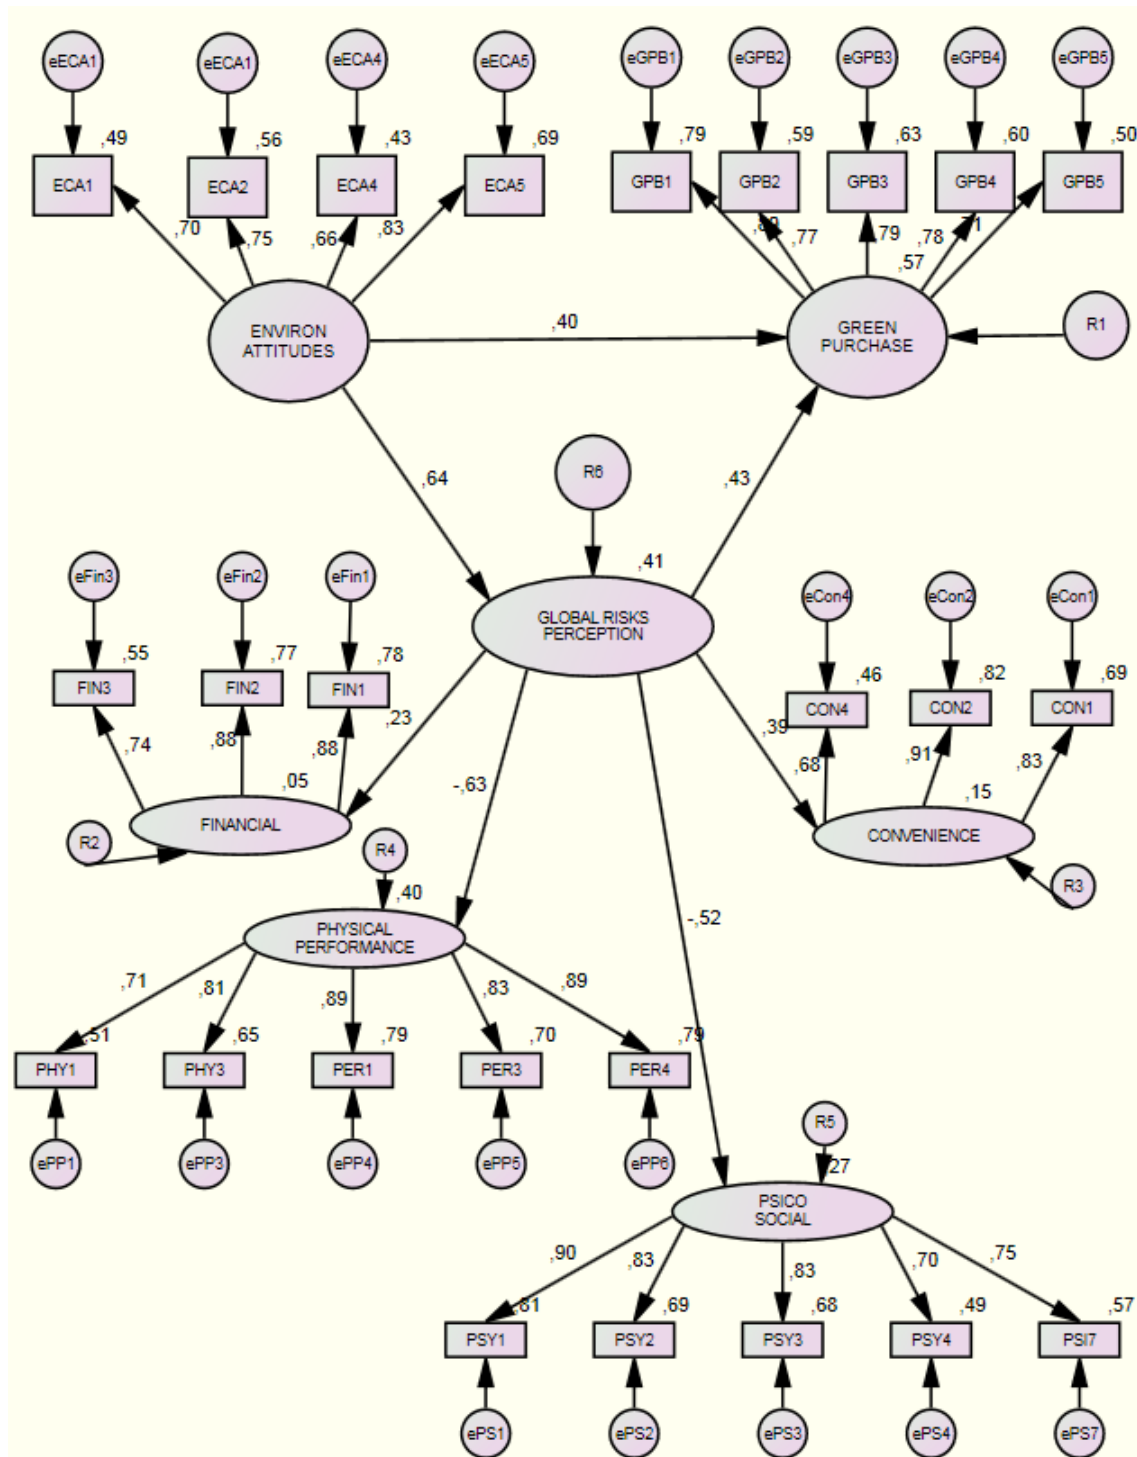 eECA1
eECA1
eECA4
eECA5
eGPB1
eGPB2
eGPB3
eGPB4
eGPB5
,49
,56
,43
,69
,79
,59
,63
,60
,50
ECA1
ECA2
ECA4
ECA5
GPB1
GPB2
GPB3
GPB4
GPB5
,70
,75
,66
,83
,77
,79
,78
,71
,57
ENVIRON
ATTITUDES
,40
GREEN
PURCHASE
R1
,64
R6
,43
,41
GLOBAL RISKS
PERCEPTION
eFin3
eFin2
eFin1
eCon4
eCon2
eCon1
,55
,77
,78
,46
,82
,69
FIN3
FIN2
FIN1
CON4
CON2
CON1
,74
,88
,88
,23
,39
,68
,91
,83
,05
,15
FINANCIAL
CONVENIENCE
-,63
R2
R4
R3
,40
PHYSICAL
PERFORMANCE
-,52
,71
,81
,89
,83
,89
,51
,65
,79
,70
,79
PHY1
PHY3
PER1
PER3
PER4
ePP1
ePP3
ePP4
ePP5
ePP6
R5
,27
PSICO
SOCIAL
,90
,83
,83
,70
,75
,81
,69
,68
,49
,57
PSY1
PSY2
PSY3
PSY4
PSI7
ePS1
ePS2
ePS3
ePS4
ePS7